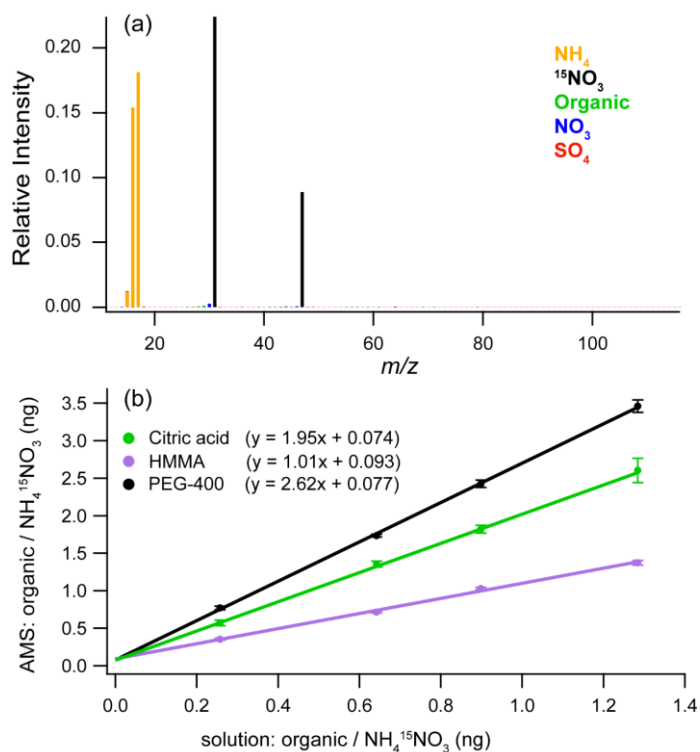 (a)
0.20
0.15
0.10
0.05
0.00
Relative Intensity
NH₄
¹⁵NO₃
Organic
NO₃
SO₄
20 40 60 80 100
m/z
(b)
3.5
3.0
2.5
2.0
1.5
1.0
0.5
0.0
AMS: organic / NH₄¹⁵NO₃ (ng)
Citric acid (y = 1.95x + 0.074)
HMMA (y = 1.01x + 0.093)
PEG-400 (y = 2.62x + 0.077)
0.0 0.2 0.4 0.6 0.8 1.0 1.2 1.4
solution: organic / NH₄¹⁵NO₃ (ng)